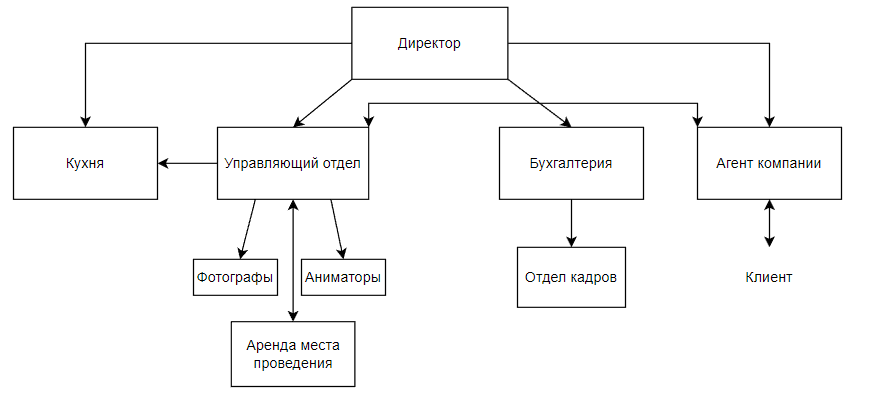 Директор
Кухня
Управляющий отдел
Бухгалтерия
Агент компании
Фотографы
Аниматоры
Отдел кадров
Клиент
Аренда места
проведения